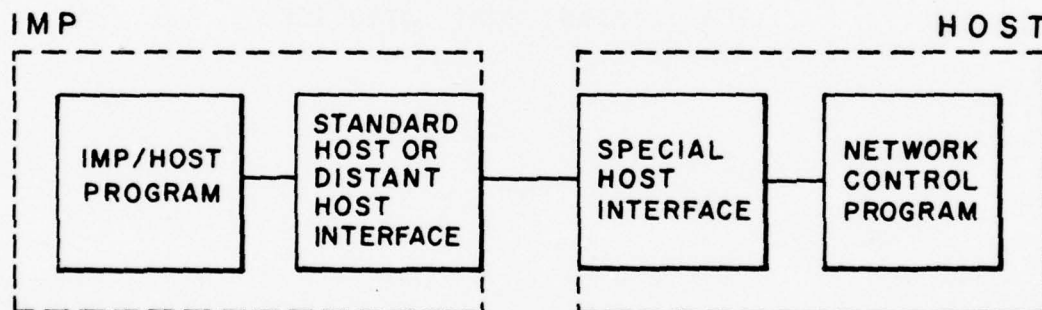 IMP
HOST
IMP/HOST
PROGRAM
STANDARD
HOST OR
DISTANT
HOST
INTERFACE
SPECIAL
HOST
INTERFACE
NETWORK
CONTROL
PROGRAM